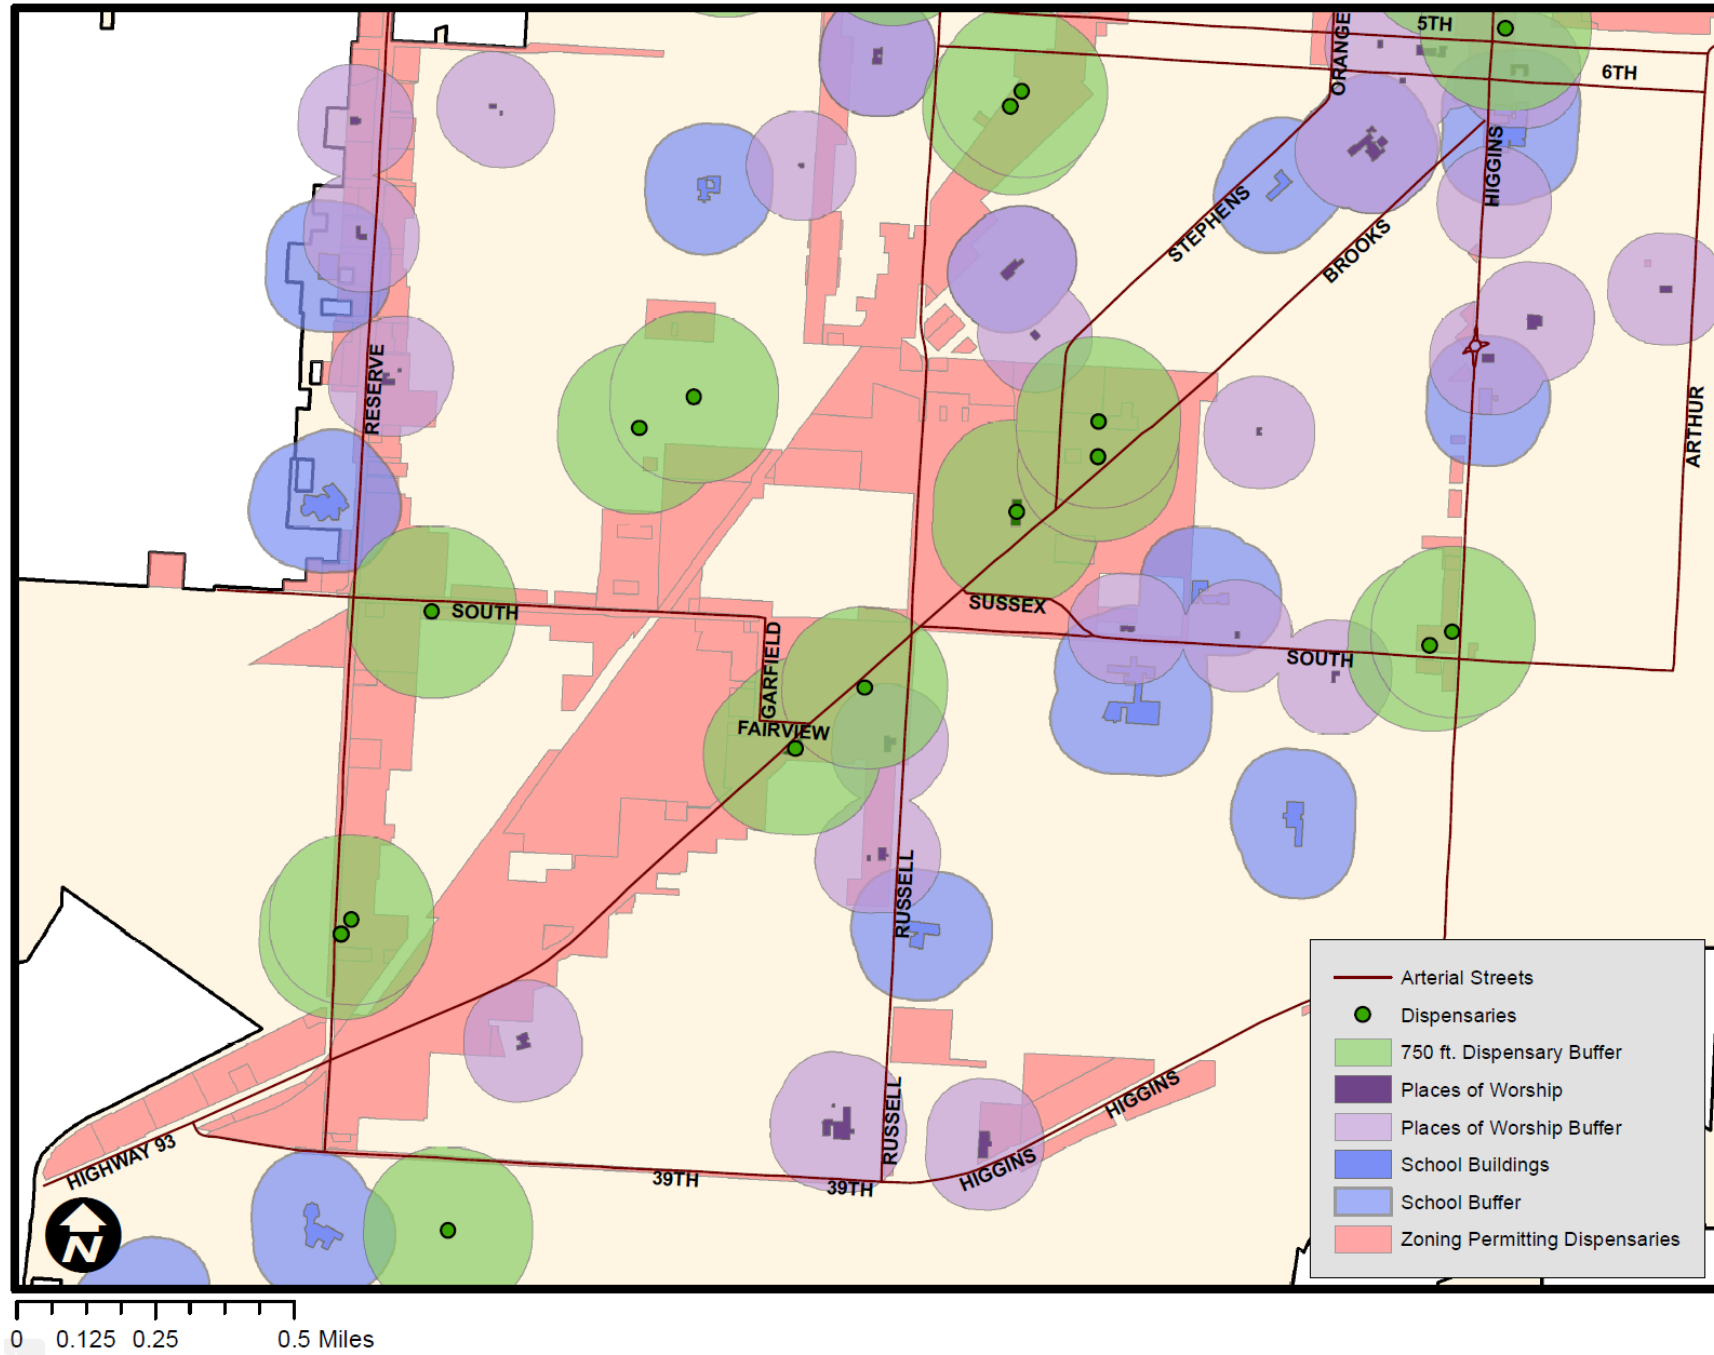 5TH
6TH
ORANGE
HIGGINS
STEPHENS
BROOKS
RESERVE
ARTHUR
SOUTH
SUSSEX
SOUTH
GARFIELD
FAIRVIEW
RUSSELL
RUSSELL
HIGGINS
HIGGINS
HIGHWAY 93
39TH
39TH
N
Arterial Streets
Dispensaries
750 ft. Dispensary Buffer
Places of Worship
Places of Worship Buffer
School Buildings
School Buffer
Zoning Permitting Dispensaries
0 0.125 0.25 0.5 Miles